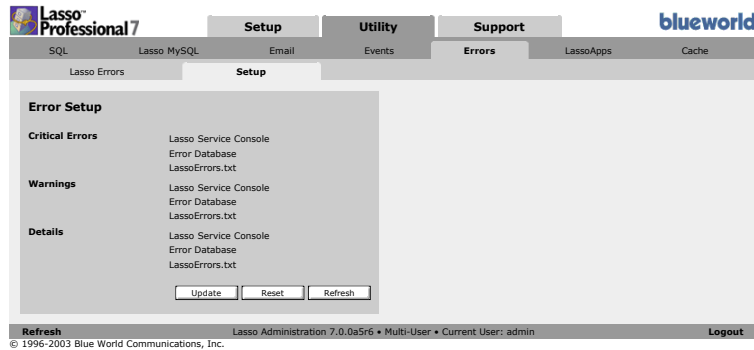 Lasso™
Professional 7
Setup Utility Support
blueworld
SQL Lasso MySQL Email Events Errors LassoApps Cache
Lasso Errors Setup
Error Setup
Critical Errors Lasso Service Console
Error Database
LassoErrors.txt
Warnings Lasso Service Console
Error Database
LassoErrors.txt
Details Lasso Service Console
Error Database
LassoErrors.txt
Update Reset Refresh
Refresh Lasso Administration 7.0.0a5r6 • Multi-User • Current User: admin Logout
© 1996-2003 Blue World Communications, Inc.